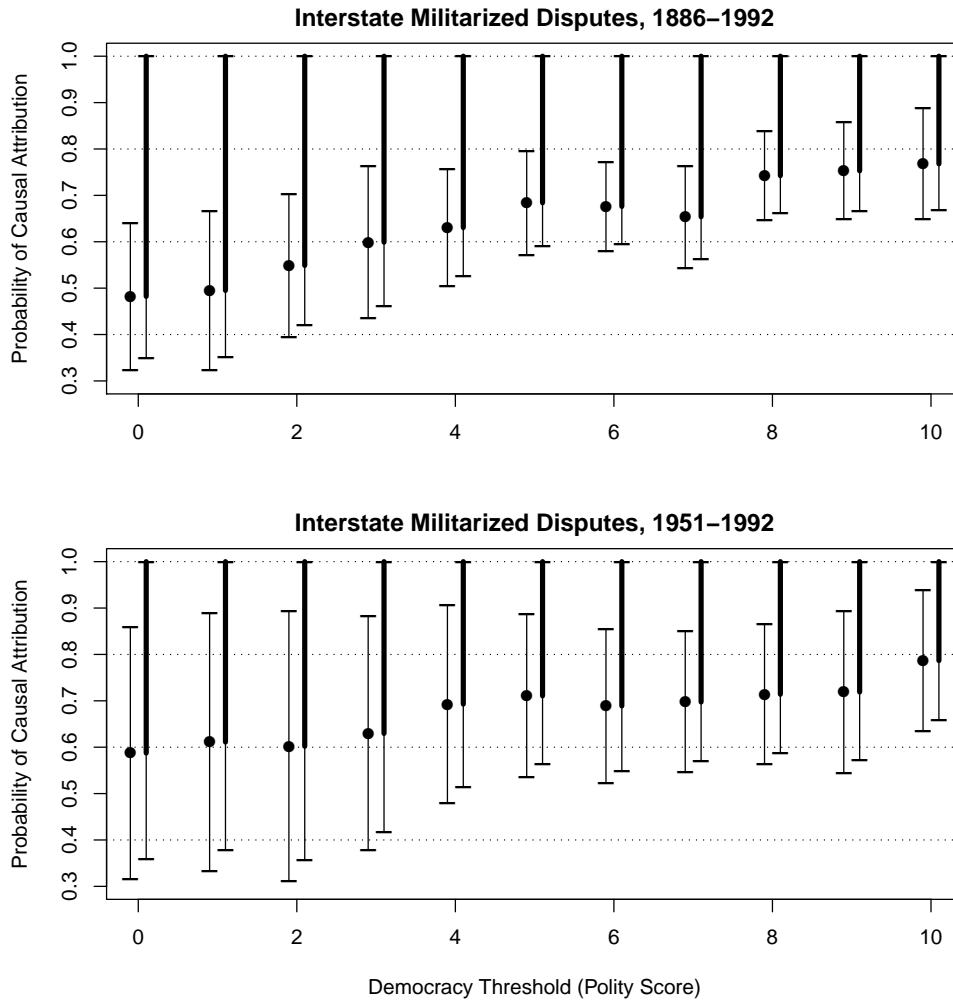 Interstate Militarized Disputes, 1886−1992
Probability of Causal Attribution
1.0
0.9
0.8
0.7
0.6
0.5
0.4
0.3
0 2 4 6 8 10
Interstate Militarized Disputes, 1951−1992
Probability of Causal Attribution
1.0
0.9
0.8
0.7
0.6
0.5
0.4
0.3
0 2 4 6 8 10
Democracy Threshold (Polity Score)